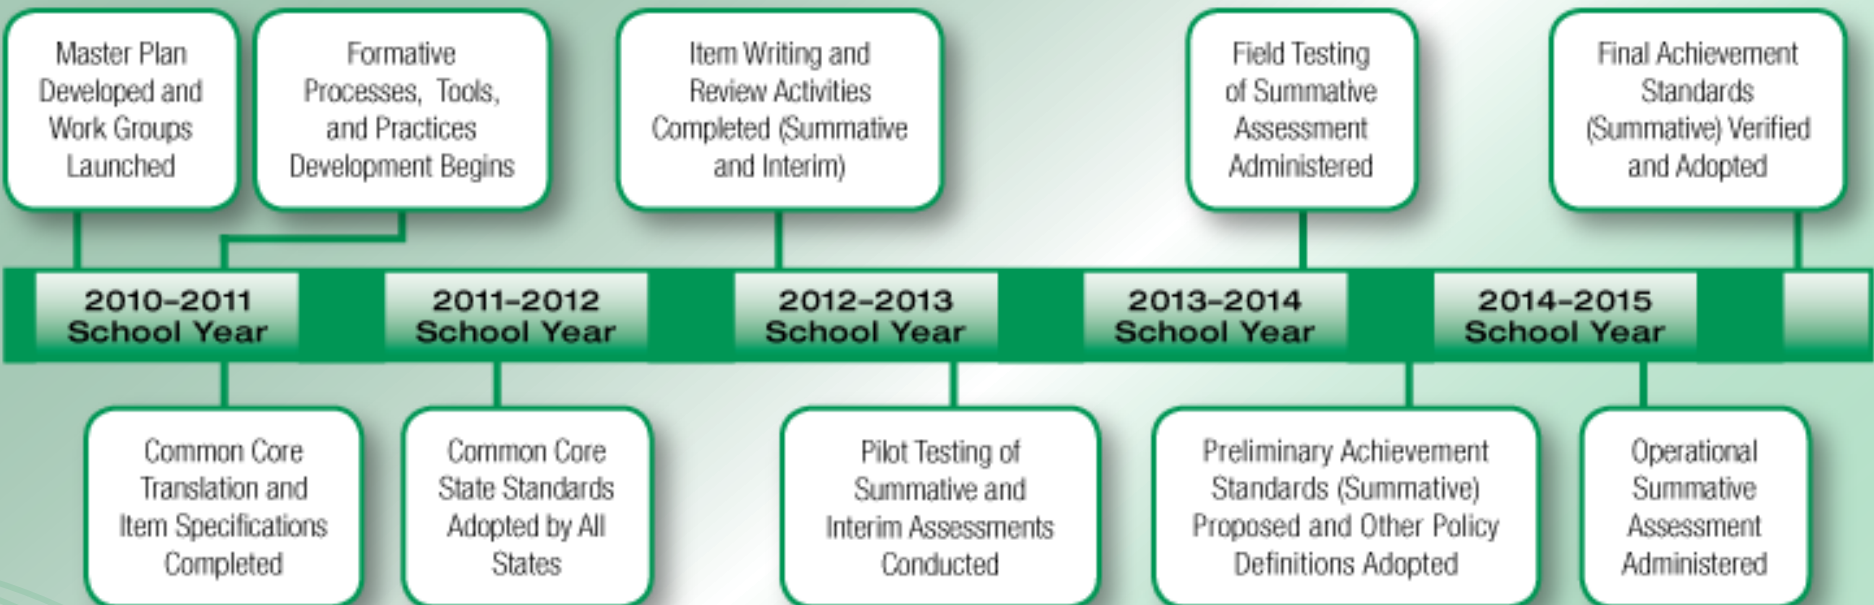 Master Plan
Developed and
Work Groups
Launched
Formative
Processes, Tools,
and Practices
Development Begins
Item Writing and
Review Activities
Completed (Summative
and Interim)
Field Testing
of Summative
Assessment
Administered
Final Achievement
Standards
(Summative) Verified
and Adopted
2010–2011
School Year
2011–2012
School Year
2012–2013
School Year
2013–2014
School Year
2014–2015
School Year
Common Core
Translation and
Item Specifications
Completed
Common Core
State Standards
Adopted by All
States
Pilot Testing of
Summative and
Interim Assessments
Conducted
Preliminary Achievement
Standards (Summative)
Proposed and Other Policy
Definitions Adopted
Operational
Summative
Assessment
Administered